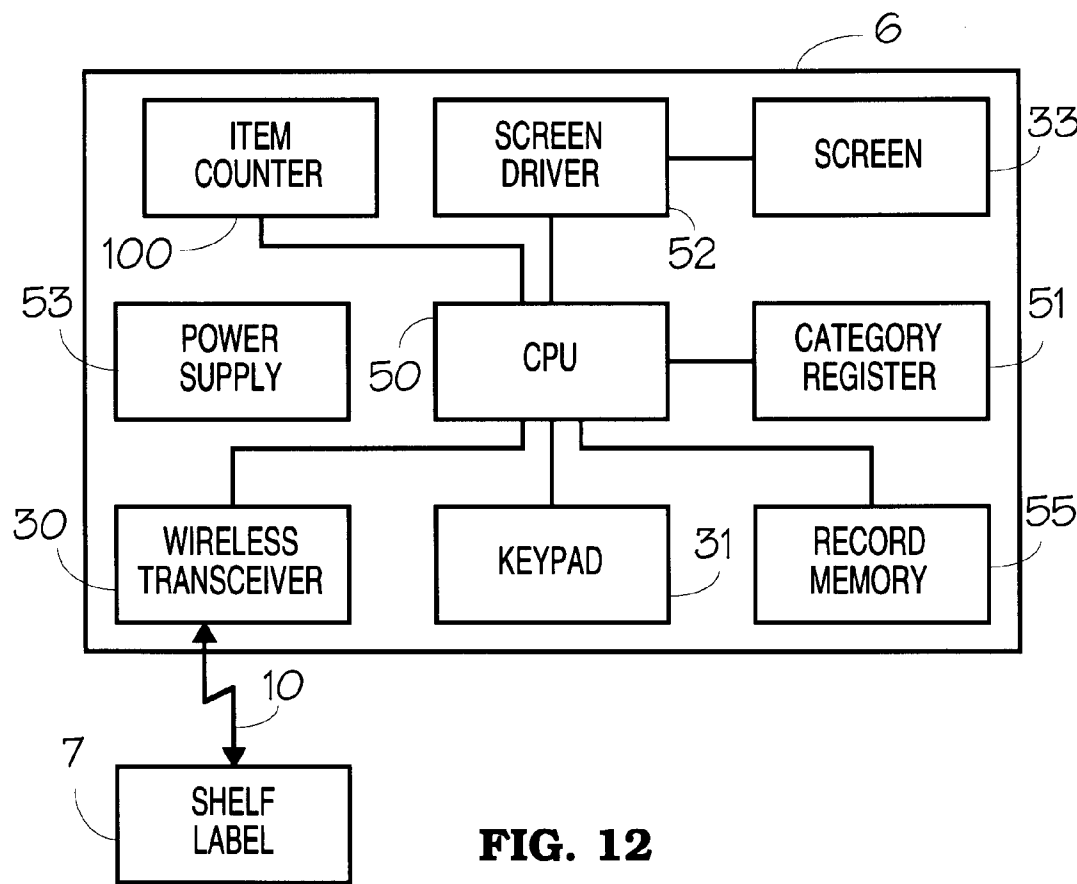 6
ITEM
COUNTER
SCREEN
DRIVER
SCREEN
33
100
52
53
POWER
SUPPLY
50
CPU
CATEGORY
REGISTER
51
30
WIRELESS
TRANSCEIVER
KEYPAD
31
RECORD
MEMORY
55
10
7
SHELF
LABEL
FIG. 12